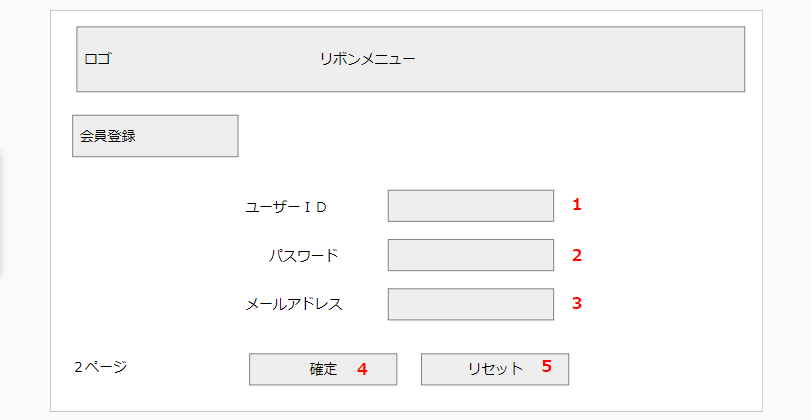 ロゴ リボンメニュー
会員登録
ユーザーＩＤ 1
パスワード 2
メールアドレス 3
２ページ 確定 4 リセット 5